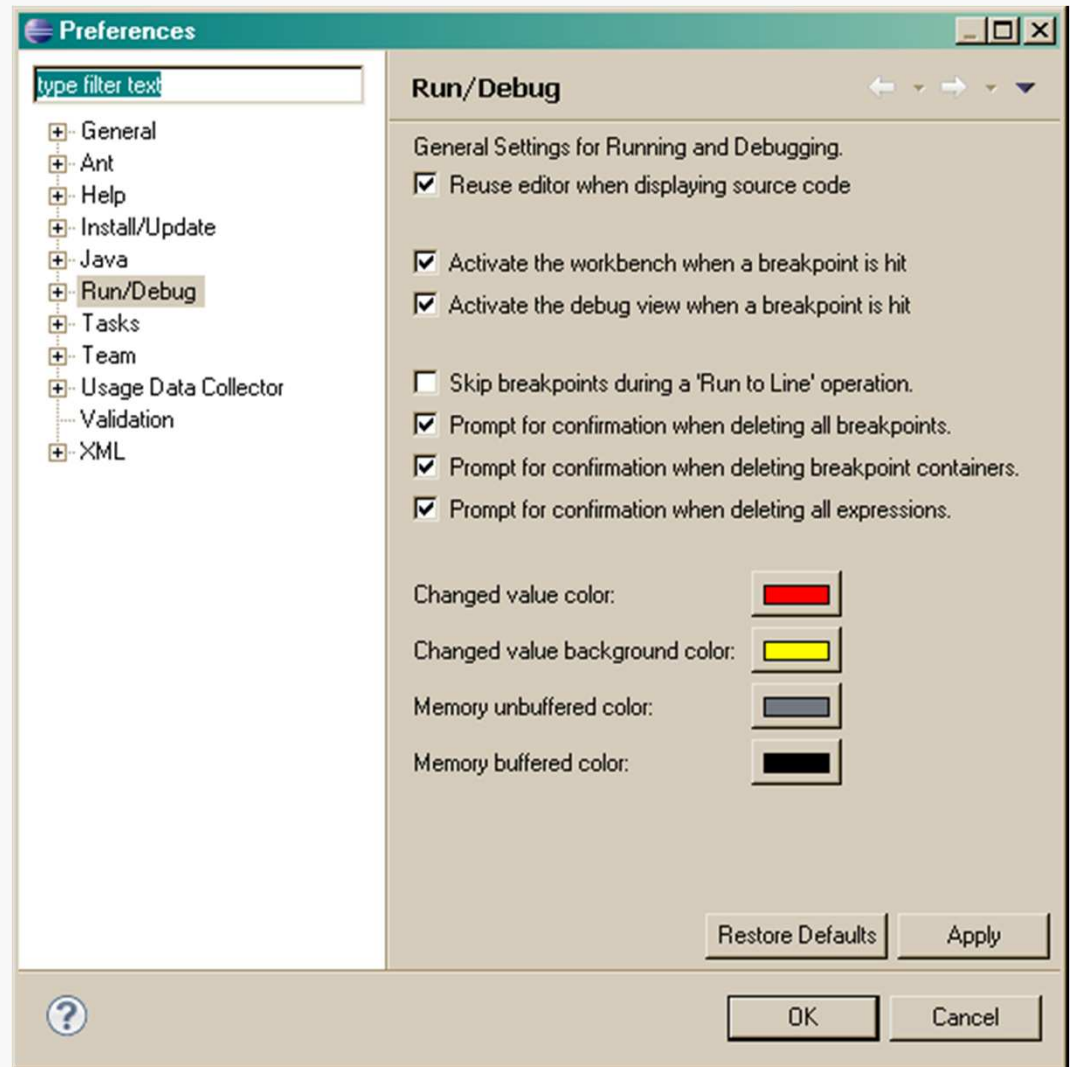 Preferences
type filter text
General
Ant
Help
Install/Update
Java
Run/Debug
Tasks
Team
Usage Data Collector
Validation
XML
Run/Debug
General Settings for Running and Debugging.
Reuse editor when displaying source code
Activate the workbench when a breakpoint is hit
Activate the debug view when a breakpoint is hit
Skip breakpoints during a 'Run to Line' operation.
Prompt for confirmation when deleting all breakpoints.
Prompt for confirmation when deleting breakpoint containers.
Prompt for confirmation when deleting all expressions.
Changed value color:
Changed value background color:
Memory unbuffered color:
Memory buffered color:
Restore Defaults Apply
OK Cancel